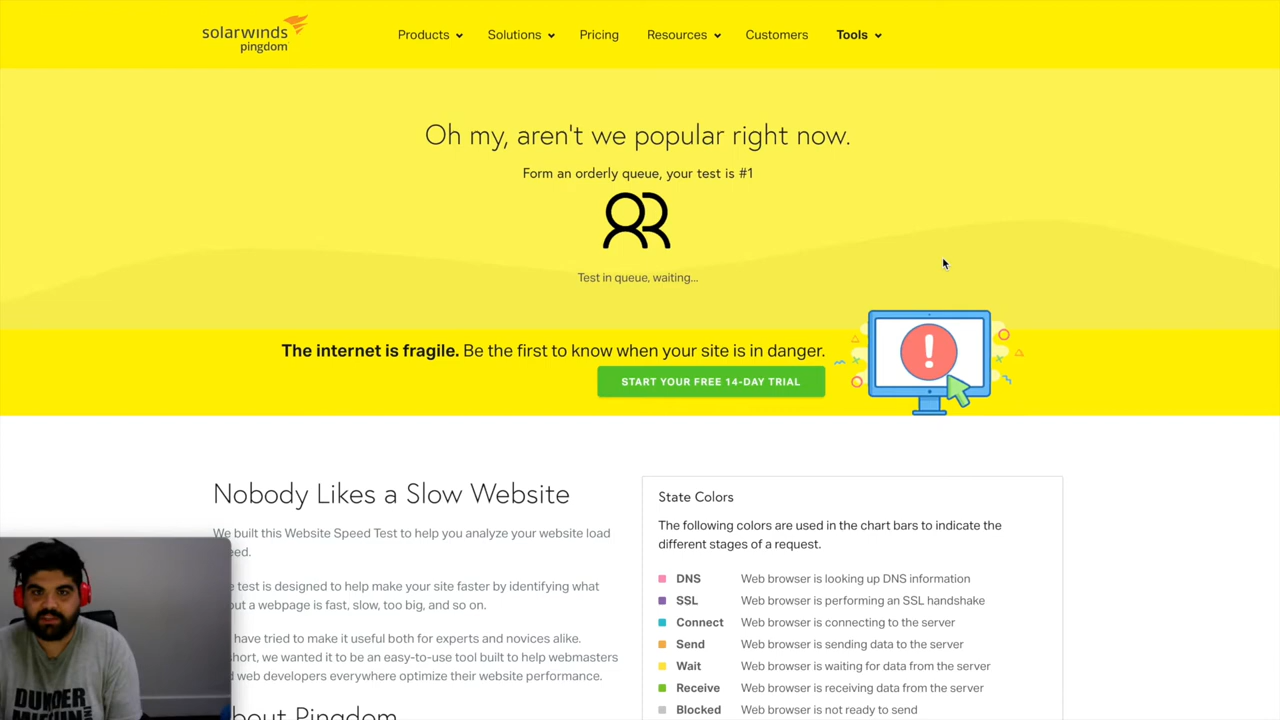 solarwinds
pingdom
Products
Solutions
Pricing
Resources
Customers
Tools
Oh my, aren't we popular right now.
Form an orderly queue, your test is #1
Test in queue, waiting...
The internet is fragile. Be the first to know when your site is in danger.
START YOUR FREE 14-DAY TRIAL
Nobody Likes a Slow Website
We built this Website Speed Test to help you analyze your website load
test is designed to help make your site faster by identifying what
a webpage is fast, slow, too big, and so on.
have tried to make it useful both for experts and novices alike.
short, we wanted it to be an easy-to-use tool built to help webmasters
web developers everywhere optimize their website performance.
Pingdom
State Colors
The following colors are used in the chart bars to indicate the
different stages of a request.
DNS Web browser is looking up DNS information
SSL Web browser is performing an SSL handshake
Connect Web browser is connecting to the server
Send Web browser is sending data to the server
Wait Web browser is waiting for data from the server
Receive Web browser is receiving data from the server
Blocked Web browser is not ready to send